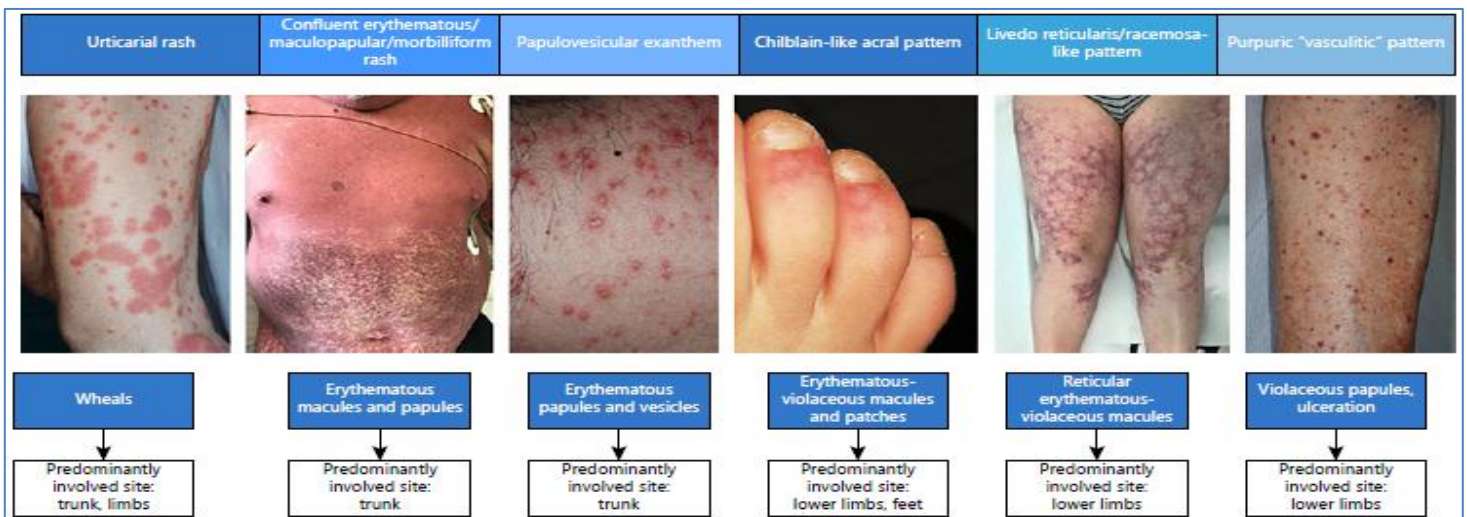 Urticarial rash
Confluent erythematous/
maculopapular/morbilliform
rash
Papulovesicular exanthem
Chilblain-like acral pattern
Livedo reticularis/racemosa-
like pattern
Purpuric "vasculitic" pattern
Wheals
Erythematous
macules and papules
Erythematous
papules and vesicles
Erythematous-
violaceous macules
and patches
Reticular
erythematous-
violaceous macules
Violaceous papules,
ulceration
Predominantly
involved site:
trunk, limbs
Predominantly
involved site:
trunk
Predominantly
involved site:
trunk
Predominantly
involved site:
lower limbs, feet
Predominantly
involved site:
lower limbs
Predominantly
involved site:
lower limbs